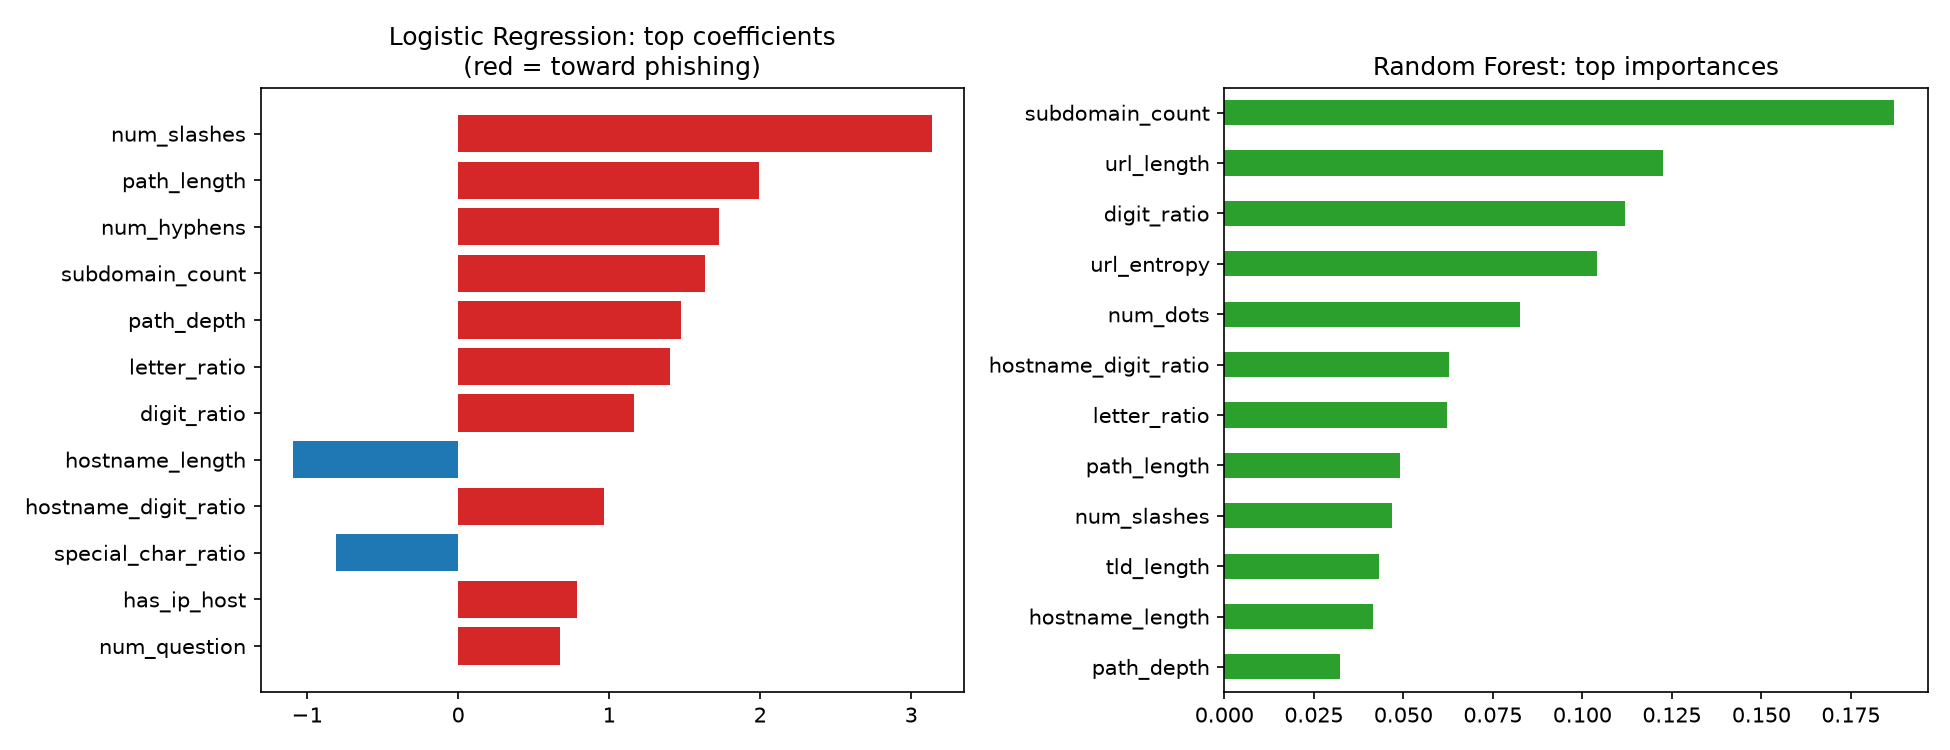 Logistic Regression: top coefficients
(red = toward phishing)
num_slashes
path_length
num_hyphens
subdomain_count
path_depth
letter_ratio
digit_ratio
hostname_length
hostname_digit_ratio
special_char_ratio
has_ip_host
num_question
−1 0 1 2 3
Random Forest: top importances
subdomain_count
url_length
digit_ratio
url_entropy
num_dots
hostname_digit_ratio
letter_ratio
path_length
num_slashes
tld_length
hostname_length
path_depth
0.000 0.025 0.050 0.075 0.100 0.125 0.150 0.175